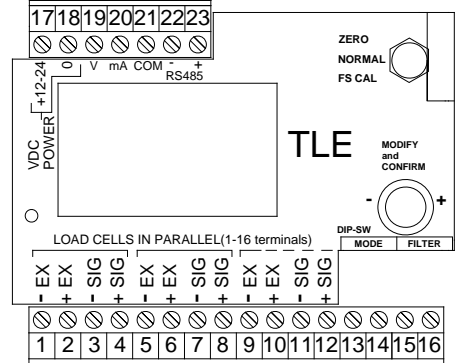 17 18 19 20 21 22 23
+12-24 0 V mA COM - +
RS485
VDC
POWER
ZERO
NORMAL
FS CAL
TLE
MODIFY
and
CONFIRM
- +
DIP-SW
MODE FILTER
LOAD CELLS IN PARALLEL(1-16 terminals)
- EX + EX - SIG + SIG - EX + EX - SIG + SIG - EX + EX - SIG + SIG
1 2 3 4 5 6 7 8 9 10 11 12 13 14 15 16